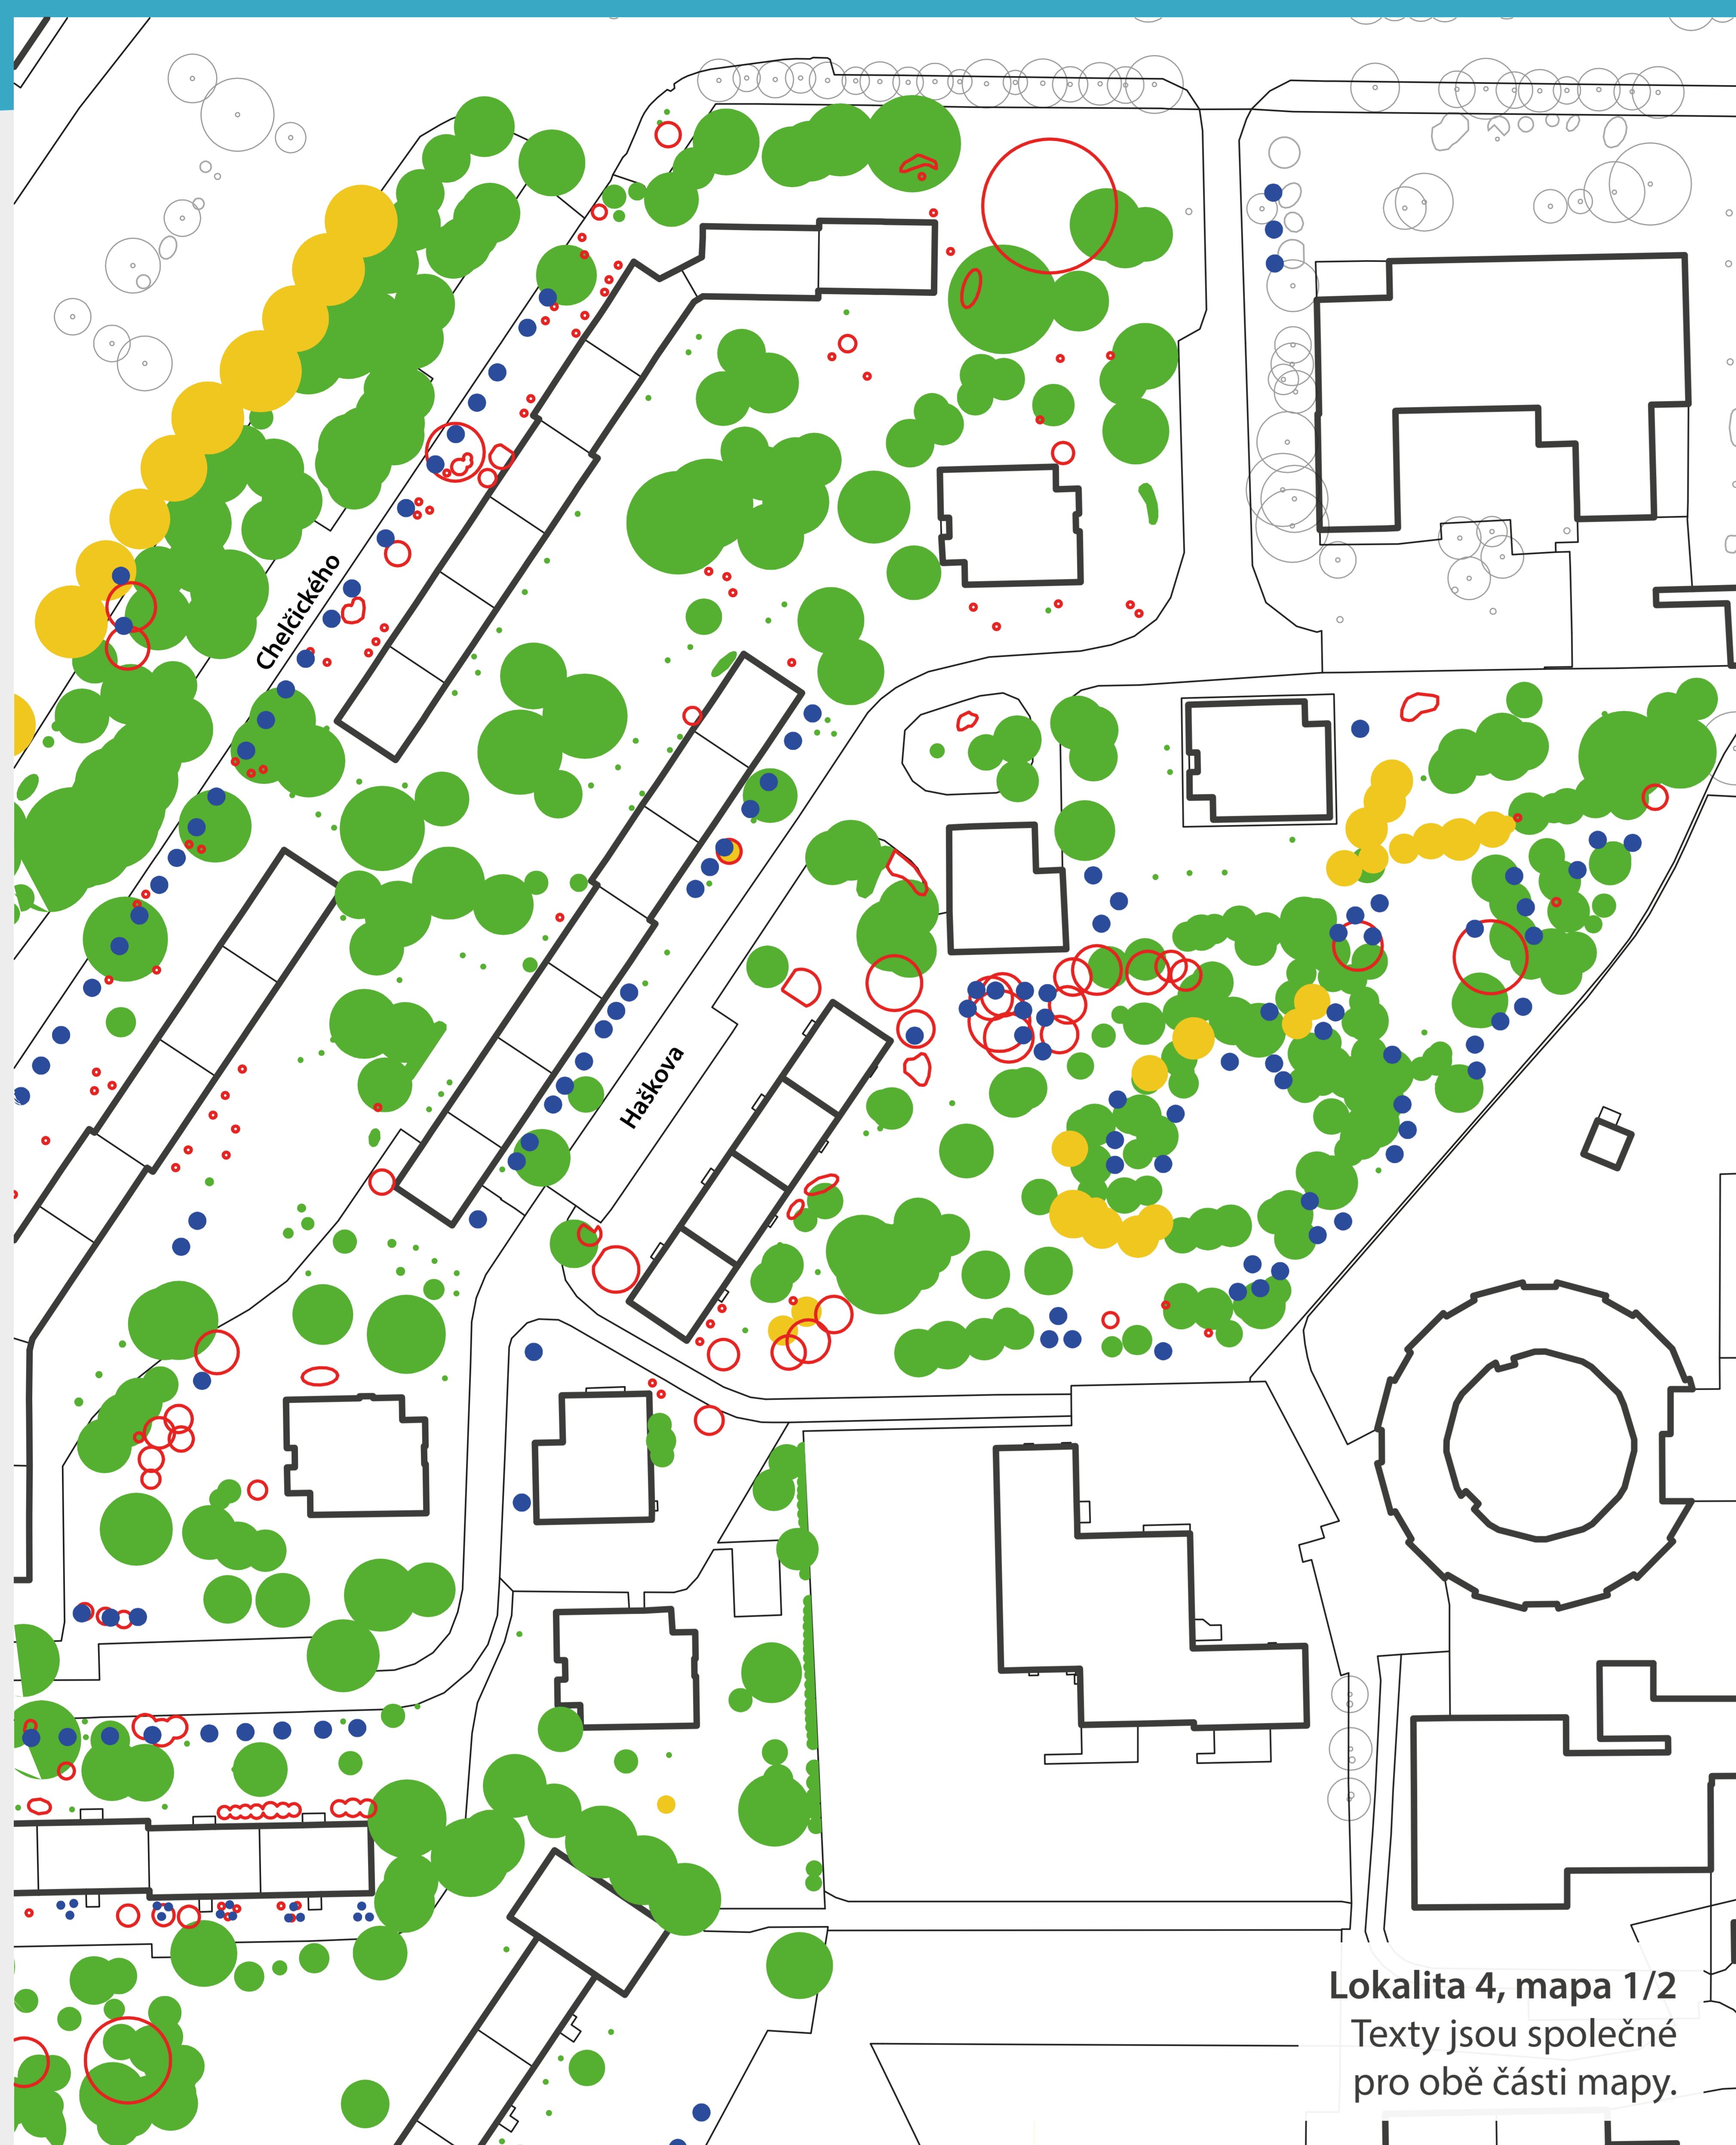 Chelčického
Haškova
Lokalita 4, mapa 1/2
Texty jsou společné
pro obě části mapy.